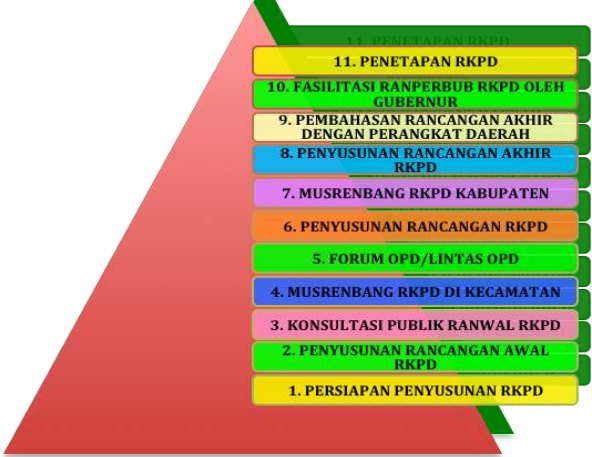 11. PENETAPAN RKPD
11. PENETAPAN RKPD
10. FASILITASI RANPERBUB RKPD OLEH
GUBERNUR
9. PEMBAHASAN RANCANGAN AKHIR
DENGAN PERANGKAT DAERAH
8. PENYUSUNAN RANCANGAN AKHIR
RKPD
7. MUSRENBANG RKPD KABUPATEN
6. PENYUSUNAN RANCANGAN RKPD
5. FORUM OPD/LINTAS OPD
4. MUSRENBANG RKPD DI KECAMATAN
3. KONSULTASI PUBLIK RANWAL RKPD
2. PENYUSUNAN RANCANGAN AWAL
RKPD
1. PERSIAPAN PENYUSUNAN RKPD